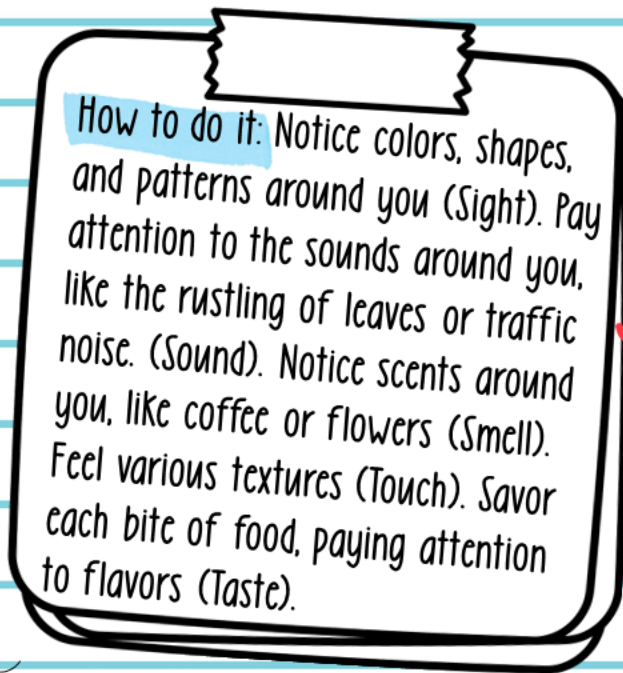 How to do it: Notice colors, shapes,
and patterns around you (Sight). Pay
attention to the sounds around you,
like the rustling of leaves or traffic
noise. (Sound). Notice scents around
you, like coffee or flowers (Smell).
Feel various textures (Touch). Savor
each bite of food, paying attention
to flavors (Taste).